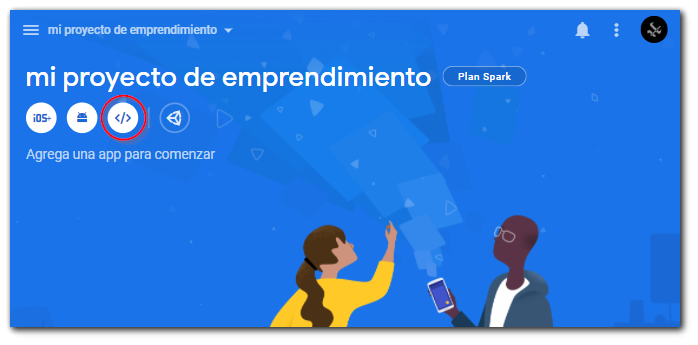 mi proyecto de emprendimiento
mi proyecto de emprendimiento Plan Spark
iOS+ </>
Agrega una app para comenzar